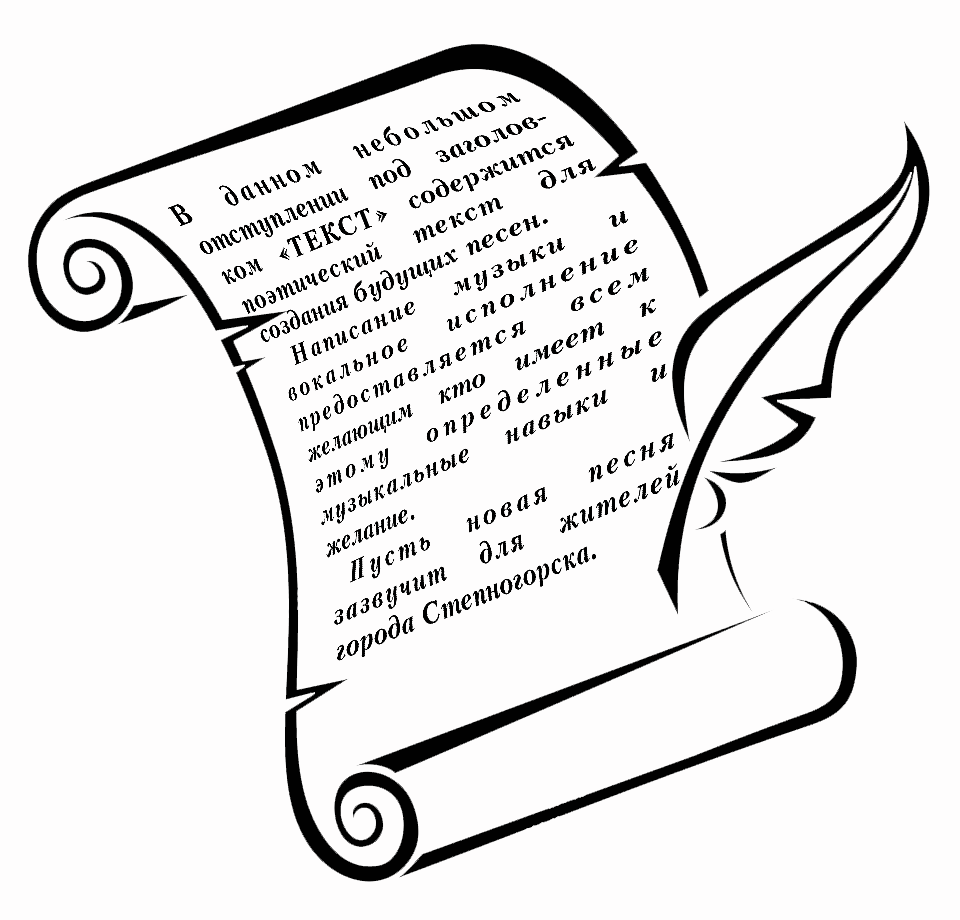 В данном небольшом
отступлении под заголов-
ком «ТЕКСТ» содержится
поэтический текст для
создания будущих песен.
Написание музыки и
вокальное исполнение
предоставляется всем
желающим кто имеет к
этому определенные
музыкальные навыки и
желание.
Пусть новая песня
зазвучит для жителей
города Степногорска.